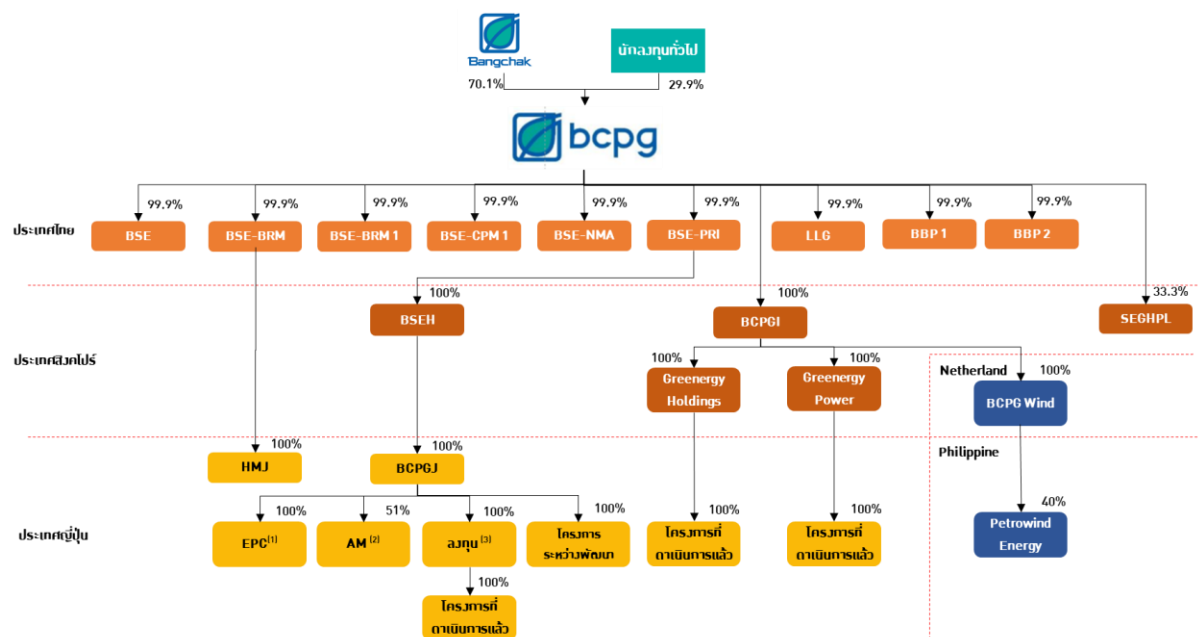 Bangchak
นักลงทุนทั่วไป
70.1%
29.9%
bcpg
99.9%
99.9%
99.9%
99.9%
99.9%
99.9%
99.9%
99.9%
99.9%
ประเทศไทย
BSE
BSE-BRM
BSE-BRM 1
BSE-CPM 1
BSE-NMA
BSE-PRI
LLG
BBP 1
BBP 2
100%
100%
33.3%
BSEH
BCPGI
SEGHPL
ประเทศสิงคโปร์
100%
100%
Netherland
100%
Greenergy
Holdings
Greenergy
Power
BCPG Wind
100%
100%
Philippine
HMJ
BCPGJ
100%
51%
100%
100%
100%
100%
40%
ประเทศญี่ปุ่น
EPC (1)
AM (2)
ลงทุน (3)
โครงการ
ระหว่างพัฒนา
โครงการที่
ดาเนินการแล้ว
โครงการที่
ดาเนินการแล้ว
Petrowind
Energy
100%
โครงการที่
ดาเนินการแล้ว